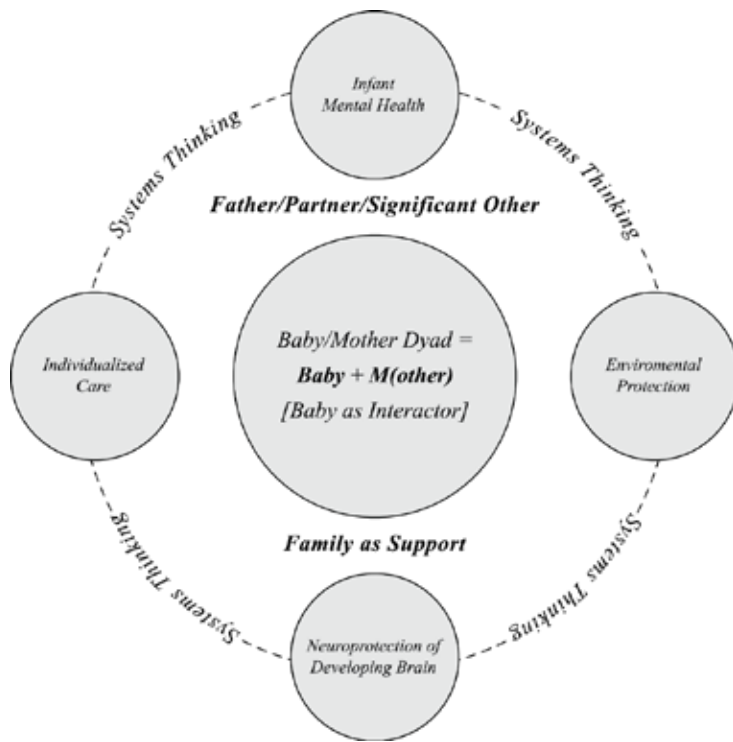 Infant
Mental Health
Systems Thinking
Systems Thinking
Father/Partner/Significant Other
Individualized
Care
Baby/Mother Dyad =
Baby + M(other)
[Baby as Interactor]
Enviromental
Protection
Family as Support
Systems Thinking
Systems Thinking
Neuroprotection of
Developing Brain